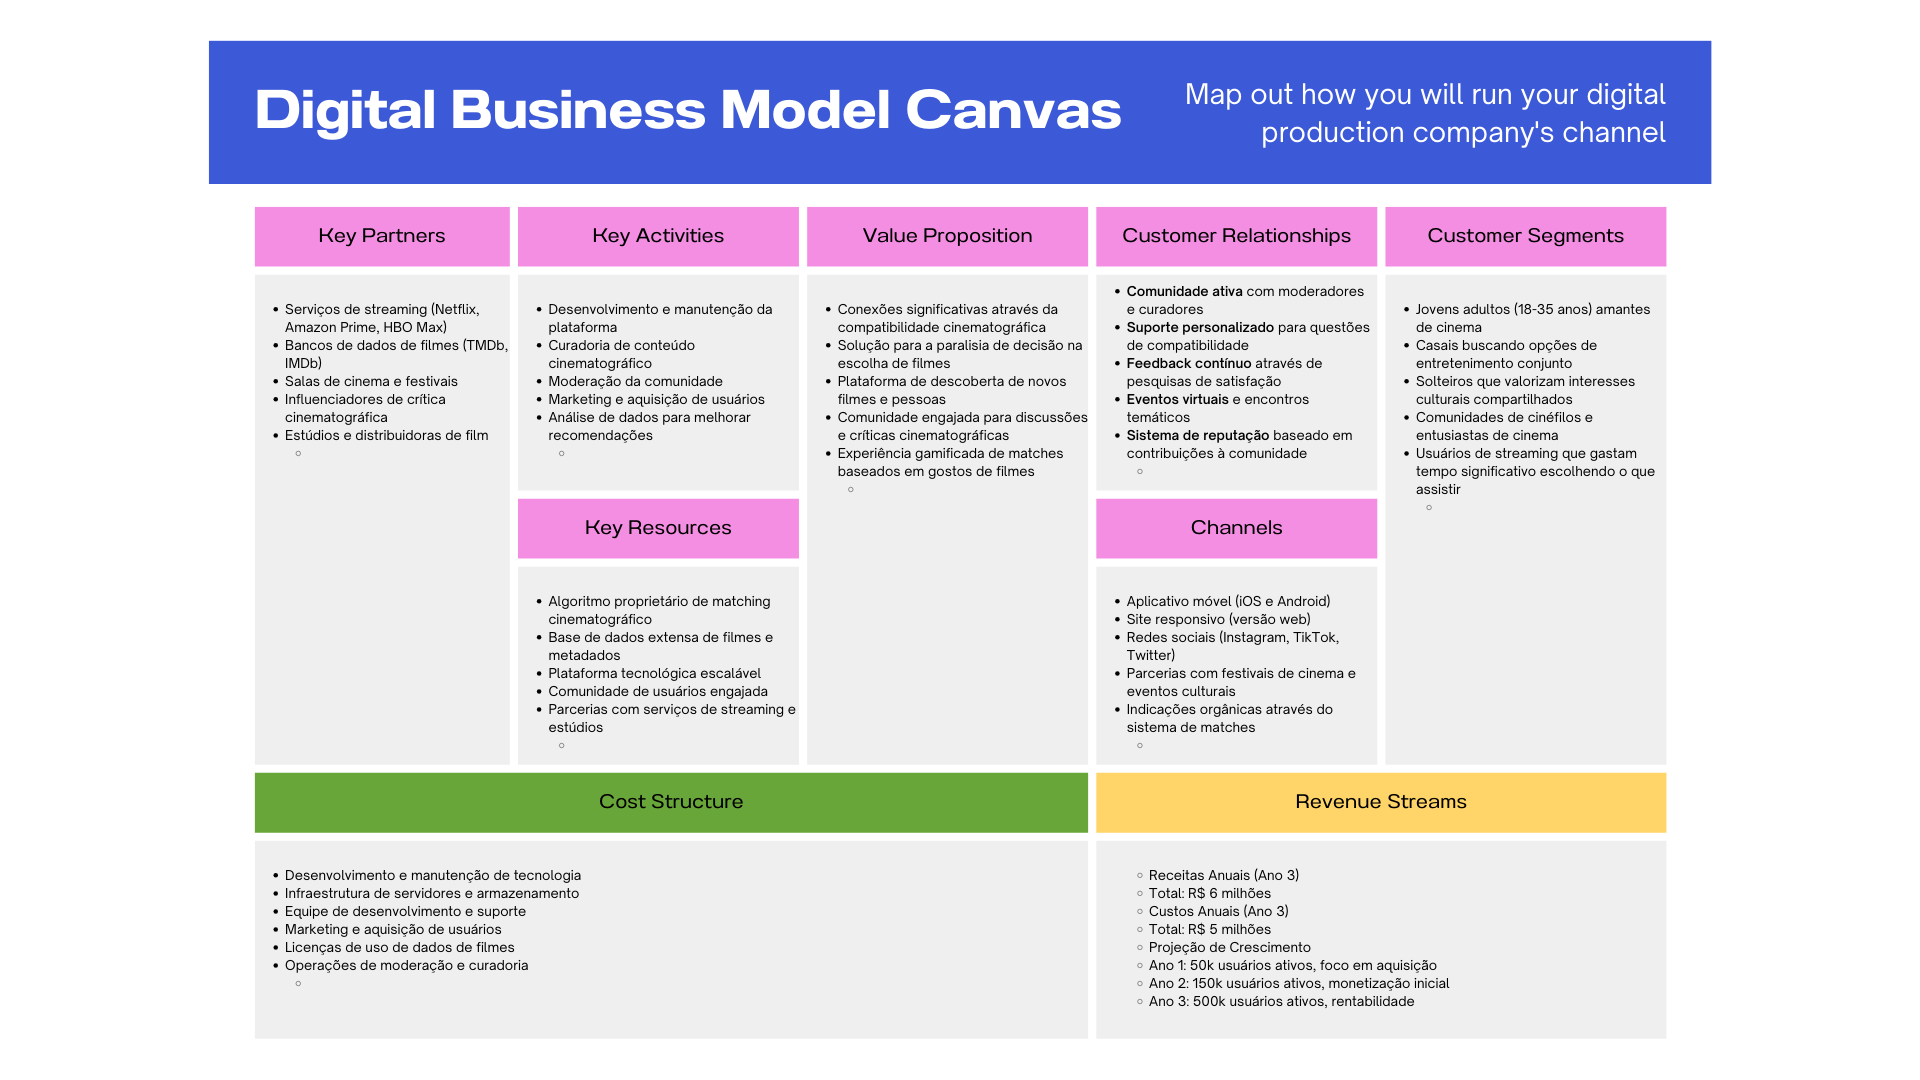 Digital Business Model Canvas
Map out how you will run your digital
production company's channel
Key Partners
Serviços de streaming (Netflix,
Amazon Prime, HBO Max)
Bancos de dados de filmes (TMDb,
IMDb)
Salas de cinema e festivais
Influenciadores de crítica
cinematográfica
Estúdios e distribuidoras de film
Key Activities
Desenvolvimento e manutenção da
plataforma
Curadoria de conteúdo
cinematográfico
Moderação da comunidade
Marketing e aquisição de usuários
Análise de dados para melhorar
recomendações
Key Resources
Algoritmo proprietário de matching
cinematográfico
Base de dados extensa de filmes e
metadados
Plataforma tecnológica escalável
Comunidade de usuários engajada
Parcerias com serviços de streaming e
estúdios
Value Proposition
Conexões significativas através da
compatibilidade cinematográfica
Solução para a paralisia de decisão na
escolha de filmes
Plataforma de descoberta de novos
filmes e pessoas
Comunidade engajada para discussões
e críticas cinematográficas
Experiência gamificada de matches
baseados em gostos de filmes
Customer Relationships
Comunidade ativa com moderadores
e curadores
Suporte personalizado para questões
de compatibilidade
Feedback contínuo através de
pesquisas de satisfação
Eventos virtuais e encontros
temáticos
Sistema de reputação baseado em
contribuições à comunidade
Channels
Aplicativo móvel (iOS e Android)
Site responsivo (versão web)
Redes sociais (Instagram, TikTok,
Twitter)
Parcerias com festivais de cinema e
eventos culturais
Indicações orgânicas através do
sistema de matches
Customer Segments
Jovens adultos (18-35 anos) amantes
de cinema
Casais buscando opções de
entretenimento conjunto
Solteiros que valorizam interesses
culturais compartilhados
Comunidades de cinéfilos e
entusiastas de cinema
Usuários de streaming que gastam
tempo significativo escolhendo o que
assistir
Cost Structure
Desenvolvimento e manutenção de tecnologia
Infraestrutura de servidores e armazenamento
Equipe de desenvolvimento e suporte
Marketing e aquisição de usuários
Licenças de uso de dados de filmes
Operações de moderação e curadoria
Revenue Streams
Receitas Anuais (Ano 3)
Total: R$ 6 milhões
Custos Anuais (Ano 3)
Total: R$ 5 milhões
Projeção de Crescimento
Ano 1: 50k usuários ativos, foco em aquisição
Ano 2: 150k usuários ativos, monetização inicial
Ano 3: 500k usuários ativos, rentabilidade